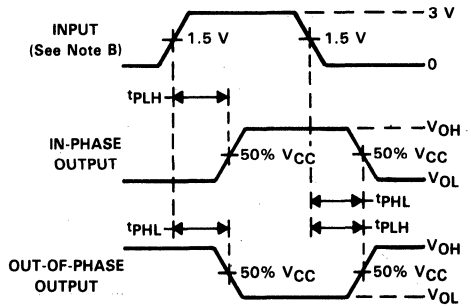 INPUT
(See Note B)
1.5 V
1.5 V
3 V
0
tPLH
IN-PHASE
OUTPUT
50% VCC
50% VCC
VOH
VOL
tPHL
tPHL
tPLH
OUT-OF-PHASE
OUTPUT
50% VCC
50% VCC
VOH
VOL